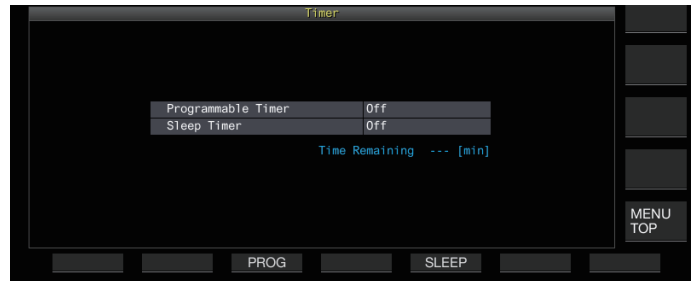 Timer
Programmable Timer Off
Sleep Timer Off
Time Remaining --- [min]
MENU
TOP
PROG SLEEP